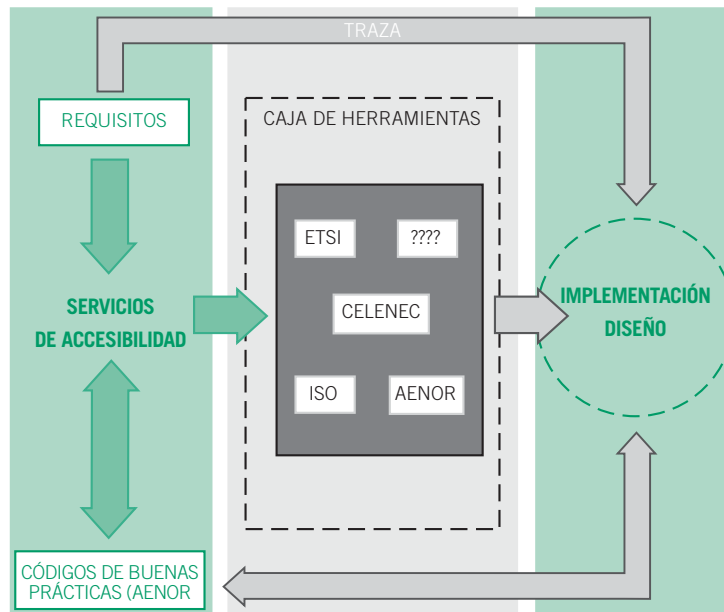 TRAZA
REQUISITOS
CAJA DE HERRAMIENTAS
ETSI
????
SERVICIOS
DE ACCESIBILIDAD
CELENEC
IMPLEMENTACIÓN
DISEÑO
ISO
AENOR
CÓDIGOS DE BUENAS
PRÁCTICAS (AENOR